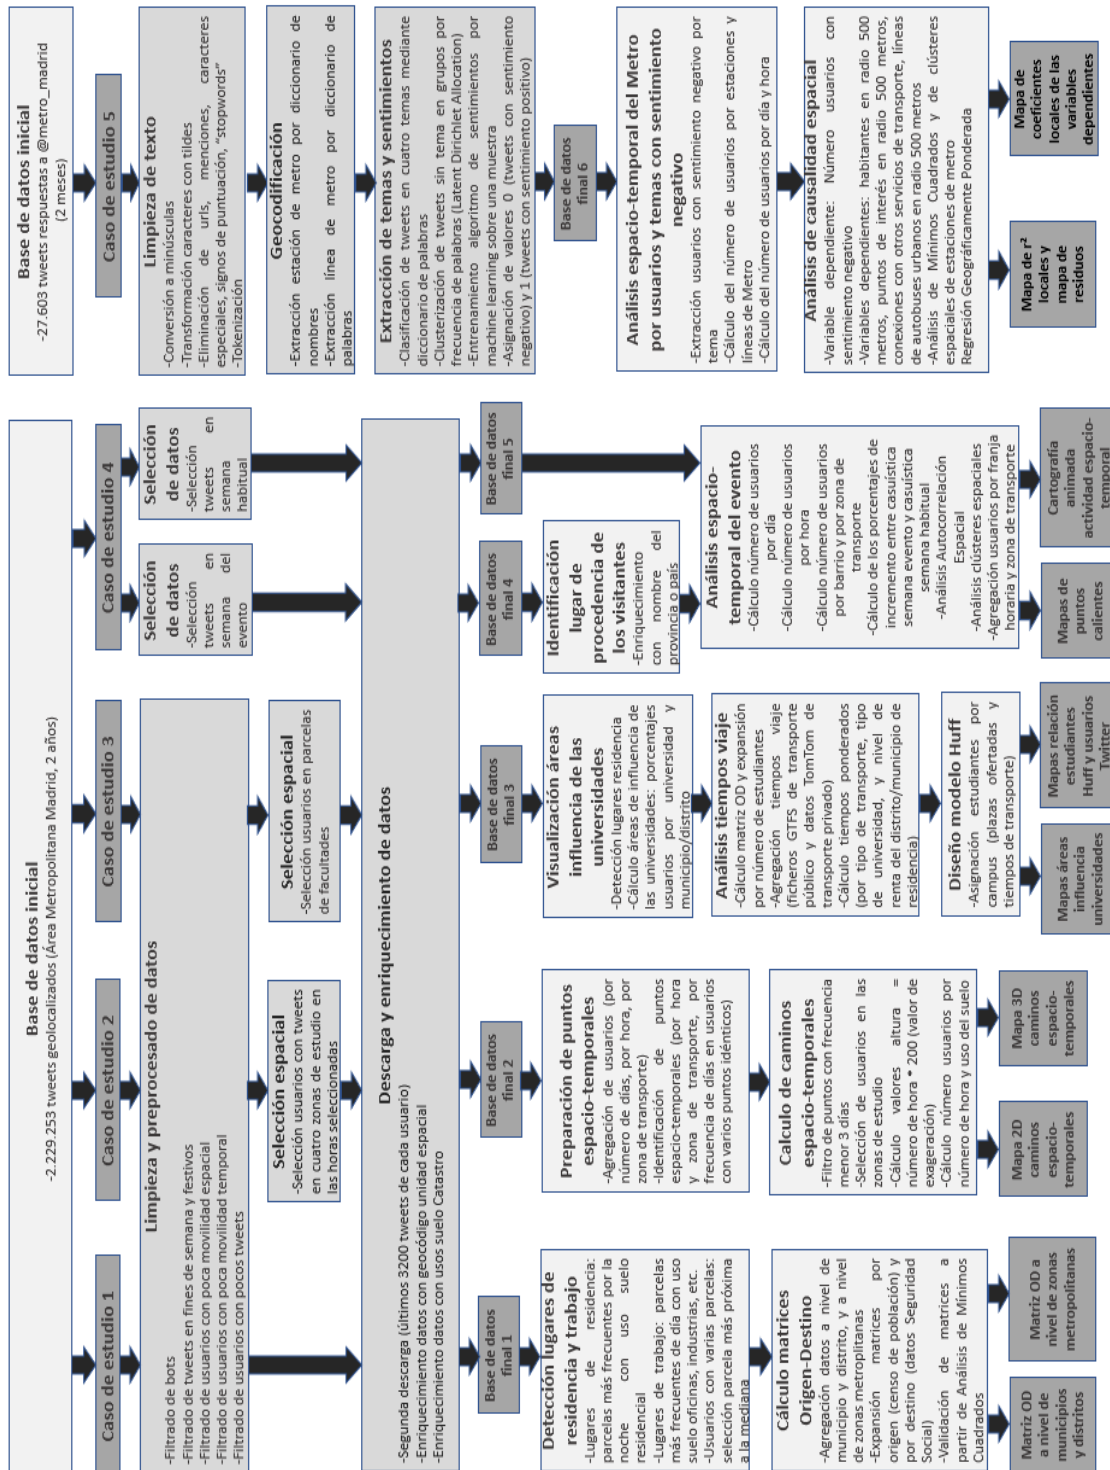 Base de datos inicial
-2.229.253 tweets geolocalizados (Área Metropolitana Madrid, 2 años)
Base de datos inicial
-27.603 tweets respuestas a @metro_madrid
(2 meses)
Caso de estudio 1
Caso de estudio 2
Caso de estudio 3
Caso de estudio 4
Caso de estudio 5
Limpieza y preprocesado de datos
-Filtrado de bots
-Filtrado de tweets en fines de semana y festivos
-Filtrado de usuarios con poca movilidad espacial
-Filtrado de usuarios con poca movilidad temporal
-Filtrado de usuarios con pocos tweets
Selección
de datos
-Selección
tweets en
semana del
evento
Selección
de datos
-Selección
tweets en
semana
habitual
Limpieza de texto
-Conversión a minúsculas
-Transformación caracteres con tildes
-Eliminación de urls, menciones, caracteres
especiales, signos de puntuación, “stopwords”
-Tokenización
Selección espacial
-Selección usuarios con tweets
en cuatro zonas de estudio en
las horas seleccionadas
Selección espacial
-Selección usuarios en parcelas
de facultades
Geocodificación
-Extracción estación de metro por diccionario de
nombres
-Extracción línea de metro por diccionario de
palabras
Descarga y enriquecimiento de datos
-Segunda descarga (últimos 3200 tweets de cada usuario)
-Enriquecimiento datos con geocódigo unidad espacial
-Enriquecimiento datos con usos suelo Catastro
Extracción de temas y sentimientos
-Clasificación de tweets en cuatro temas mediante
diccionario de palabras
-Clusterización de tweets sin tema en grupos por
frecuencia de palabras (Latent Dirichlet Allocation)
-Entrenamiento algoritmo de sentimientos por
machine learning sobre una muestra
-Asignación de valores 0 (tweets con sentimiento
negativo) y 1 (tweets con sentimiento positivo)
Base de datos
final 1
Base de datos
final 2
Base de datos
final 3
Base de datos
final 4
Base de datos
final 5
Base de datos
final 6
Detección lugares de
residencia y trabajo
-Lugares de residencia:
parcelas más frecuentes por la
noche con uso suelo
residencial
-Lugares de trabajo: parcelas
más frecuentes de día con uso
suelo oficinas, industrias, etc.
-Usuarios con varias parcelas:
selección parcela más próxima
a la mediana
Preparación de puntos
espacio-temporales
-Agregación de usuarios (por
número de días, por hora, por
zona de transporte)
-Identificación de puntos
espacio-temporales (por hora
y zona de transporte, por
frecuencia de días en usuarios
con varios puntos idénticos)
Visualización áreas
influencia de las
universidades
-Detección lugares residencia
-Cálculo áreas de influencia de
las universidades: porcentajes
usuarios por universidad y
municipio/distrito
Identificación
lugar de
procedencia de
los visitantes
-Enriquecimiento
con nombre del
provincia o país
Análisis espacio-temporal del Metro
por usuarios y temas con sentimiento
negativo
-Extracción usuarios con sentimiento negativo por
tema
-Cálculo del número de usuarios por estaciones y
líneas de Metro
-Cálculo del número de usuarios por día y hora
Cálculo matrices
Origen-Destino
-Agregación datos a nivel de
municipio y distrito, y a nivel
de zonas metroplitanas
-Expansión matrices por
origen (censo de población) y
por destino (datos Seguridad
Social)
-Validación de matrices a
partir de Análisis de Mínimos
Cuadrados
Calculo de caminos
espacio-temporales
-Filtro de puntos con frecuencia
menor 3 días
-Selección de usuarios en las
zonas de estudio
-Cálculo valores altura =
número de hora * 200 (valor de
exageración)
-Cálculo número usuarios por
número de hora y uso del suelo
Análisis tiempos viaje
-Cálculo matriz OD y expansión
por número de estudiantes
-Agregación tiempos viaje
(ficheros GTFS de transporte
público y datos TomTom de
transporte privado)
-Cálculo tiempos ponderados
(por tipo de transporte, tipo
de universidad, y nivel de
renta del distrito/municipio de
residencia)
Diseño modelo Huff
-Asignación estudiantes por
campus (plazas ofertadas y
tiempos de transporte)
Análisis espacio-
temporal del evento
-Cálculo número de usuarios
por día
-Cálculo número de usuarios
por hora
-Cálculo número de usuarios
por barrio y por zona de
transporte
-Cálculo de los porcentajes de
incremento entre casuística
semana evento y casuística
semana habitual
-Análisis Autocorrelación
Espacial
-Análisis clústeres espaciales
-Agregación usuarios por franja
horaria y zona de transporte
Análisis de causalidad espacial
-Variable dependiente: Número usuarios con
sentimiento negativo
-Variables dependientes: habitantes en radio 500
metros, puntos de interés en radio 500 metros,
conexiones con otros servicios de transporte, líneas
de autobuses urbanos en radio 500 metros
-Análisis de Mínimos Cuadrados y de clústeres
espaciales de estaciones de metro
Regresión Geográficamente Ponderada
Matriz OD
a nivel de
municipios
y distritos
Matriz OD a
nivel de zonas
metropolitanas
Mapa 2D
caminos
espacio-
temporales
Mapa 3D
caminos
espacio-
temporales
Mapas áreas
influencia
universidades
Mapas relación
estudiantes
Huff y usuarios
Twitter
Mapas de
puntos
calientes
Cartografía
animada
actividad espacio-
temporal
Mapa de r²
locales y
mapa de
residuos
Mapa de
coeficientes
locales de las
variables
dependientes